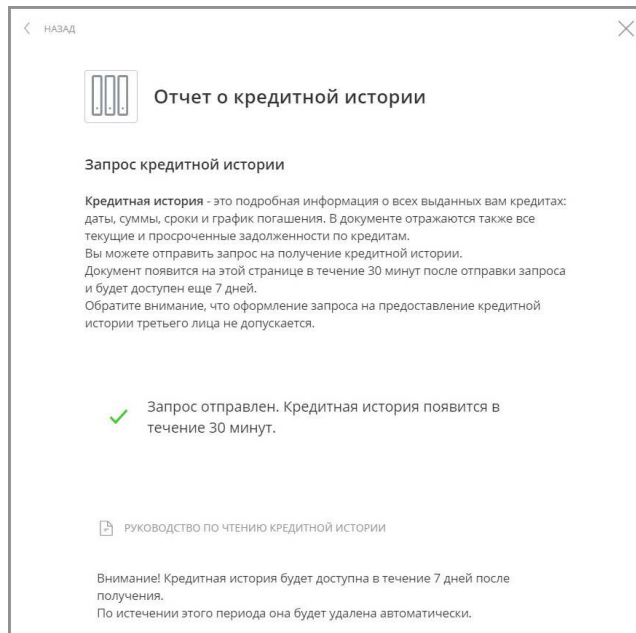 НАЗАД
Отчет о кредитной истории
Запрос кредитной истории
Кредитная история - это подробная информация о всех выданных вам кредитах:
даты, суммы, сроки и график погашения. В документе отражаются также все
текущие и просроченные задолженности по кредитам.
Вы можете отправить запрос на получение кредитной истории.
Документ появится на этой странице в течение 30 минут после отправки запроса
и будет доступен еще 7 дней.
Обратите внимание, что оформление запроса на предоставление кредитной
истории третьего лица не допускается.
Запрос отправлен. Кредитная история появится в
течение 30 минут.
РУКОВОДСТВО ПО ЧТЕНИЮ КРЕДИТНОЙ ИСТОРИИ
Внимание! Кредитная история будет доступна в течение 7 дней после
получения.
По истечении этого периода она будет удалена автоматически.